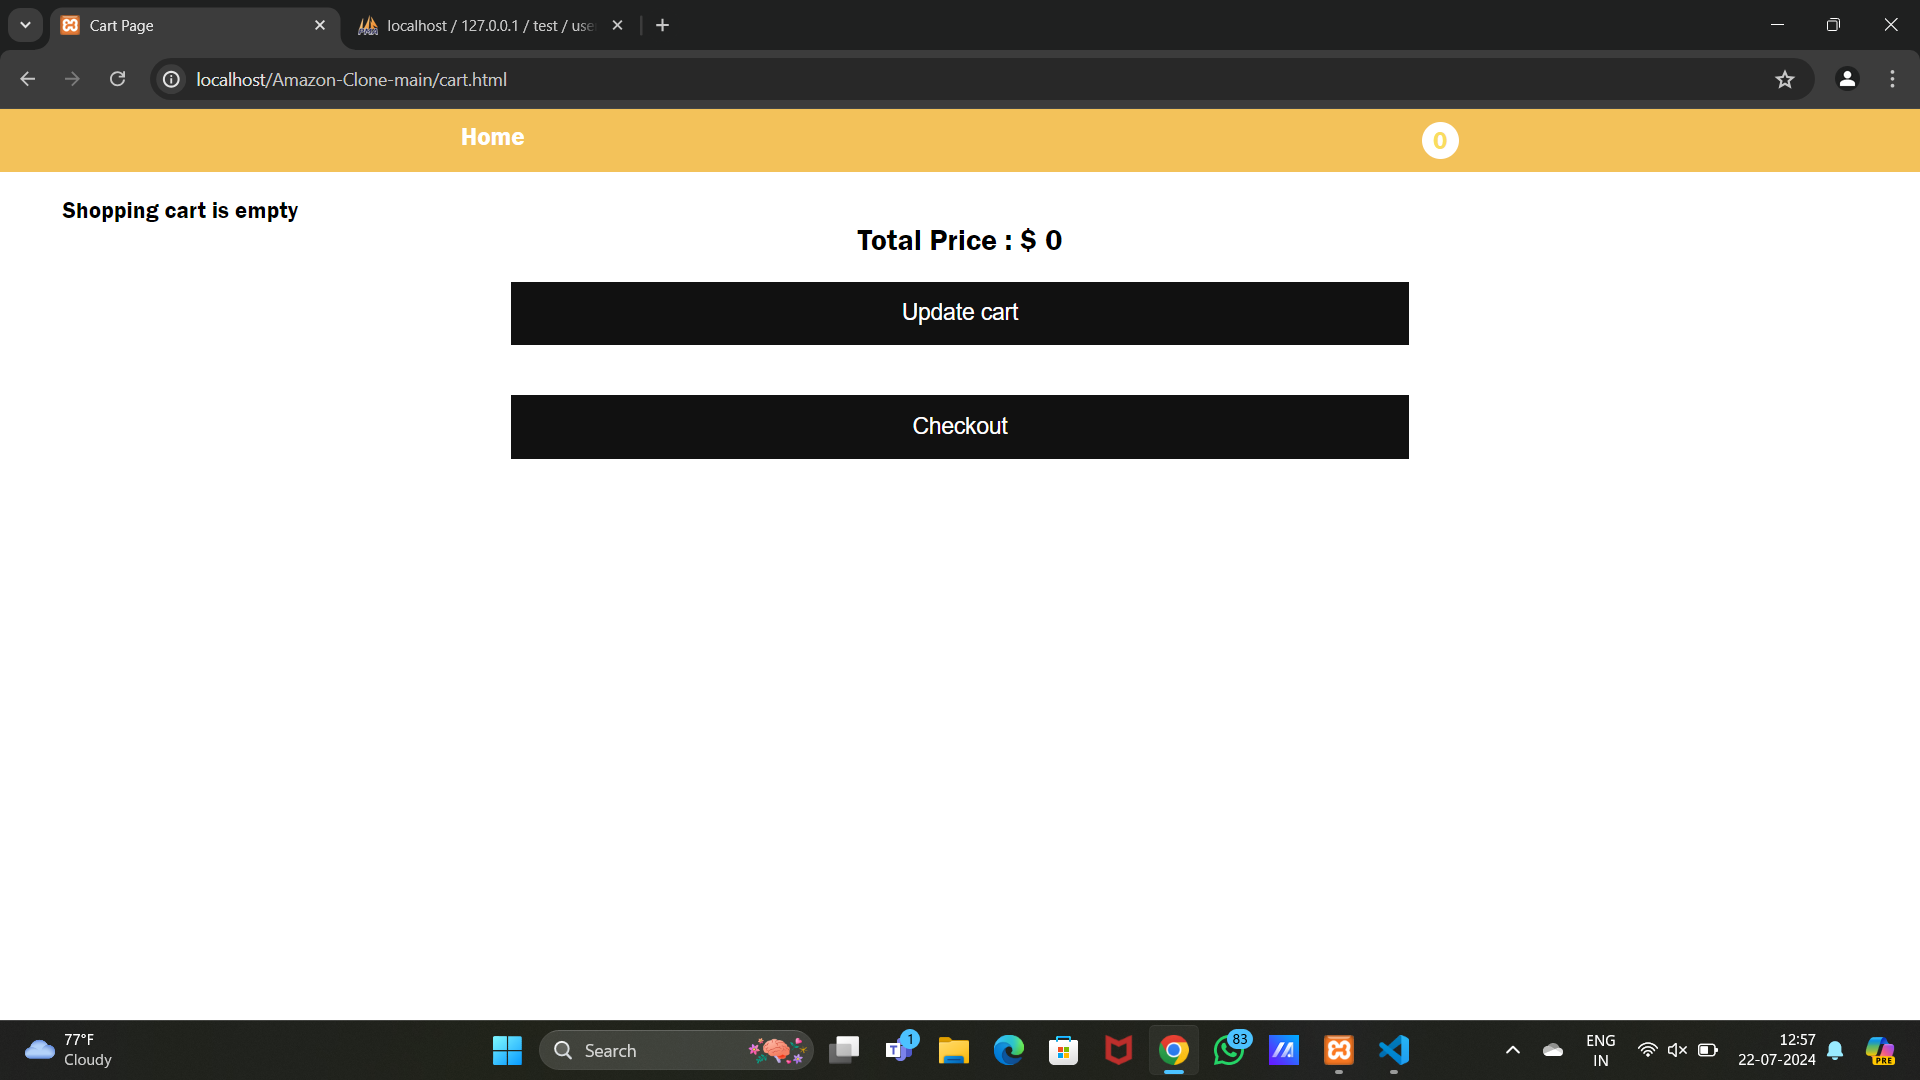 Cart Page
localhost / 127.0.0.1 / test / use
localhost/Amazon-Clone-main/cart.html
Home
0
Shopping cart is empty
Total Price : $ 0
Update cart
Checkout
77°F
Cloudy
Search
1
83
ENG
IN
12:57
22-07-2024
PRE